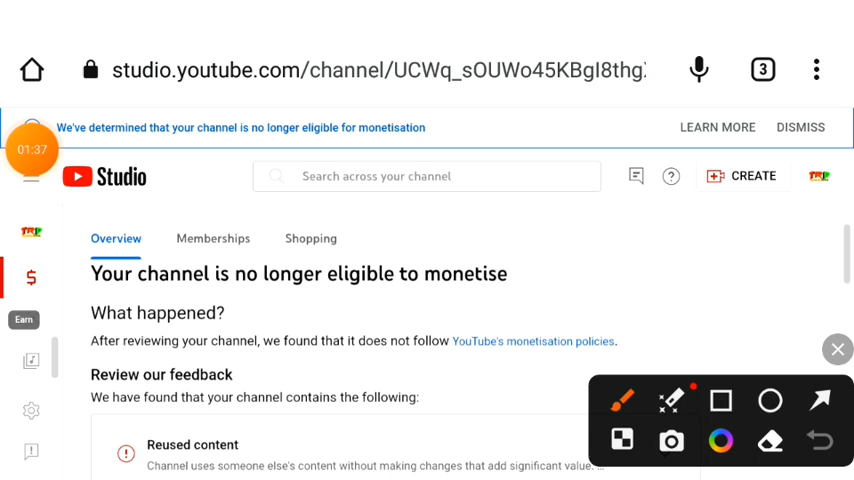 studio.youtube.com/channel/UCWq_sOUWo45KBgI8thg
3
We've determined that your channel is no longer eligible for monetisation
LEARN MORE
DISMISS
01:37
Studio
Search across your channel
CREATE
TRP
TRP
Overview
Memberships
Shopping
Your channel is no longer eligible to monetise
Earn
What happened?
After reviewing your channel, we found that it does not follow YouTube's monetisation policies.
Review our feedback
We have found that your channel contains the following:
Reused content
Channel uses someone else's content without making changes that add significant value. ...